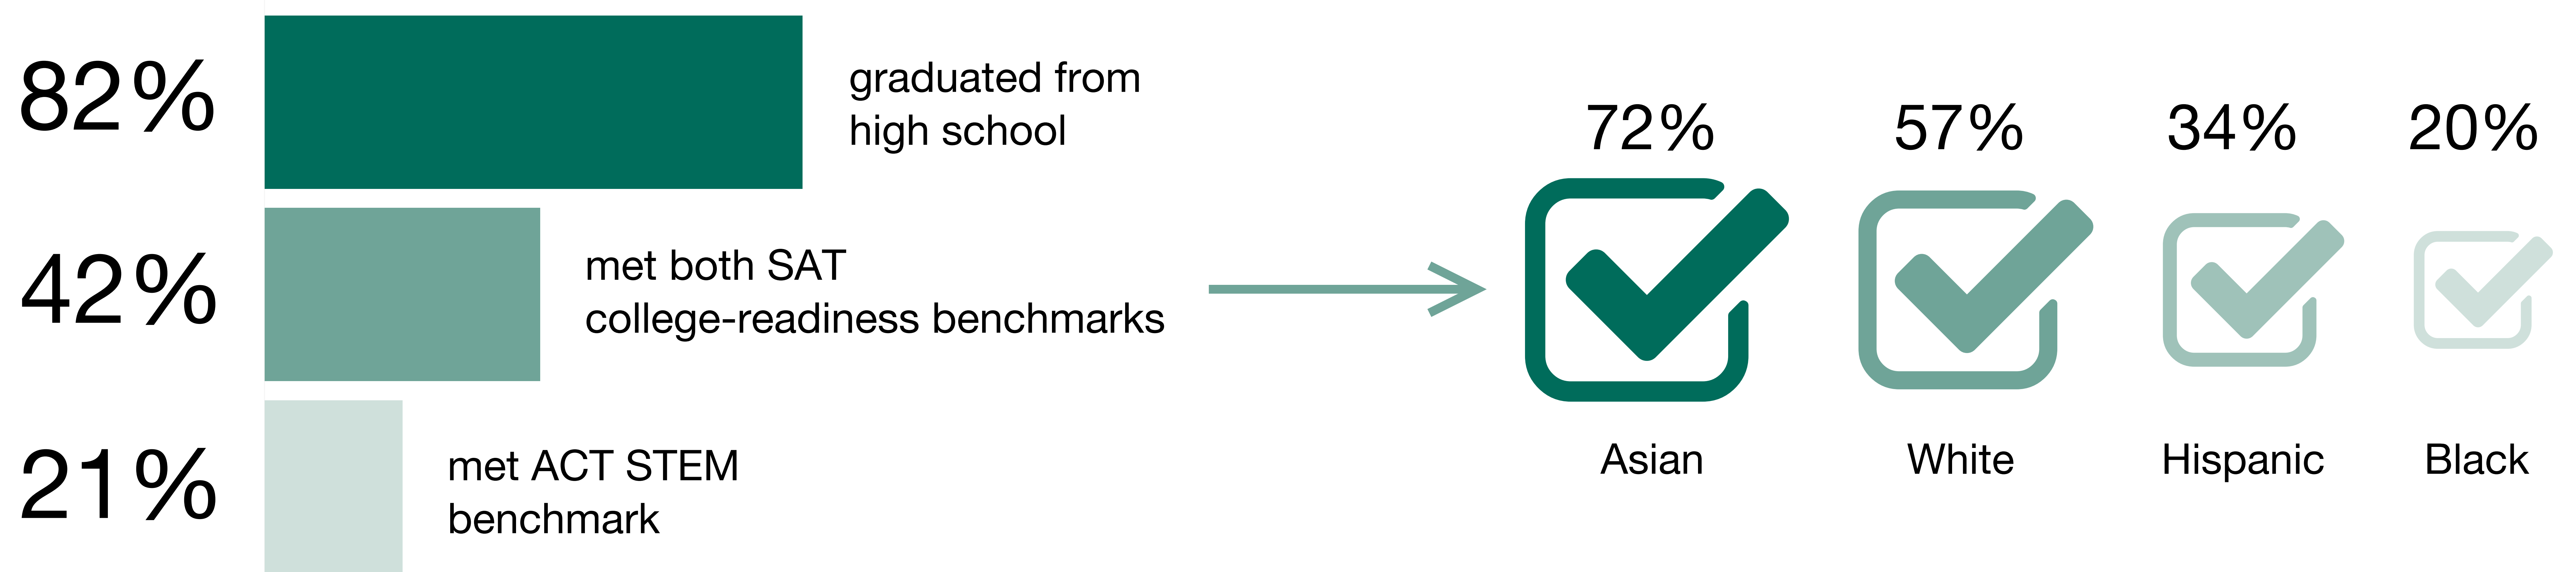 82%
graduated from
high school
42%
met both SAT
college-readiness benchmarks
21%
met ACT STEM
benchmark
72%
57%
34%
20%
Asian
White
Hispanic
Black